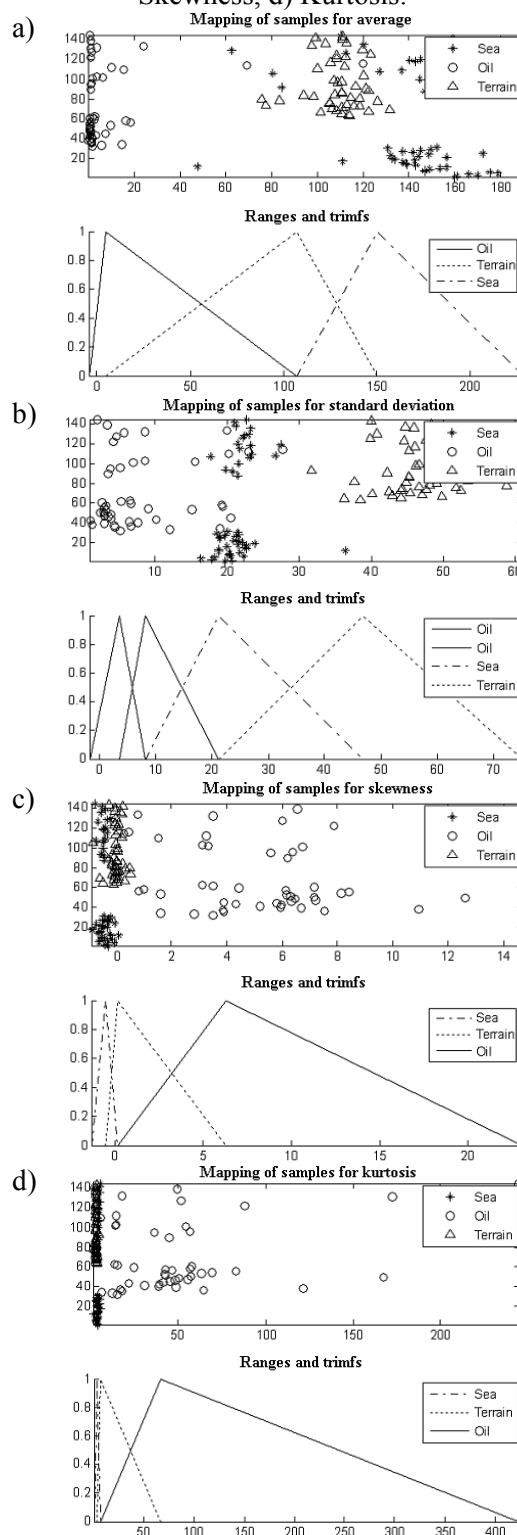 Skewness, d) Kurtosis.
a)
Mapping of samples for average
140
120
100
80
60
40
20
Sea
Oil
Terrain
20 40 60 80 100 120 140 160 180
Ranges and trimfs
1
0.8
0.6
0.4
0.2
0
Oil
Terrain
Sea
0 50 100 150 200
b)
Mapping of samples for standard deviation
140
120
100
80
60
40
20
Sea
Oil
Terrain
10 20 30 40 50 60
Ranges and trimfs
1
0.8
0.6
0.4
0.2
0
Oil
Oil
Sea
Terrain
0 10 20 30 40 50 60 70
c)
Mapping of samples for skewness
140
120
100
80
60
40
20
Sea
Oil
Terrain
0 2 4 6 8 10 12 14
Ranges and trimfs
1
0.8
0.6
0.4
0.2
0
Sea
Terrain
Oil
0 5 10 15 20
d)
Mapping of samples for kurtosis
140
120
100
80
60
40
20
Sea
Oil
Terrain
50 100 150 200
Ranges and trimfs
1
0.8
0.6
0.4
0.2
0
Sea
Terrain
Oil
50 100 150 200 250 300 350 400